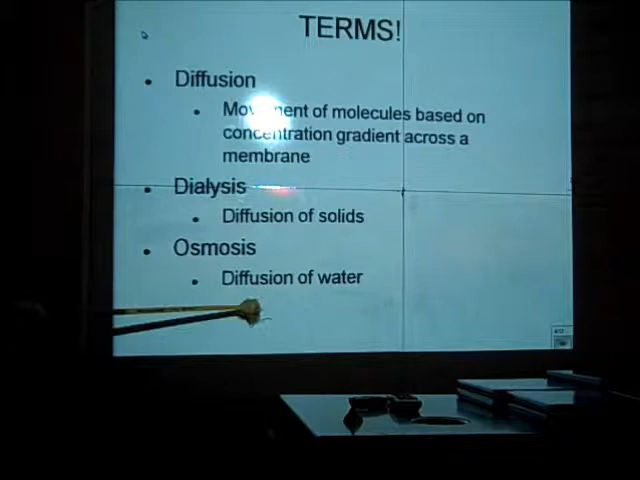 TERMS!
• Diffusion
• Movement of molecules based on
concentration gradient across a
membrane
• Dialysis
• Diffusion of solids
• Osmosis
• Diffusion of water